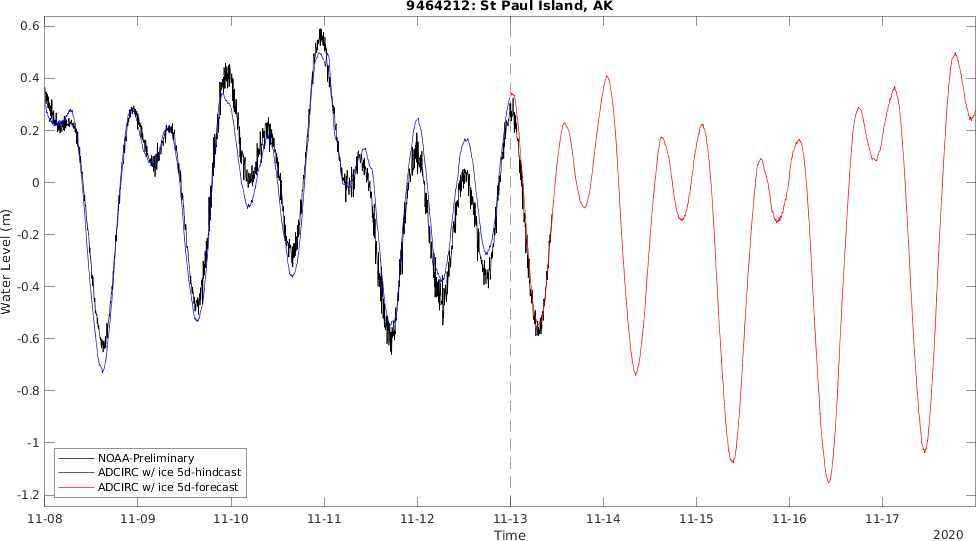 9464212: St Paul Island, AK
0.6
0.4
0.2
0
-0.2
-0.4
-0.6
-0.8
-1
-1.2
Water Level (m)
NOAA-Preliminary
ADCIRC w/ ice 5d-hindcast
ADCIRC w/ ice 5d-forecast
11-08 11-09 11-10 11-11 11-12 11-13 11-14 11-15 11-16 11-17
Time
2020